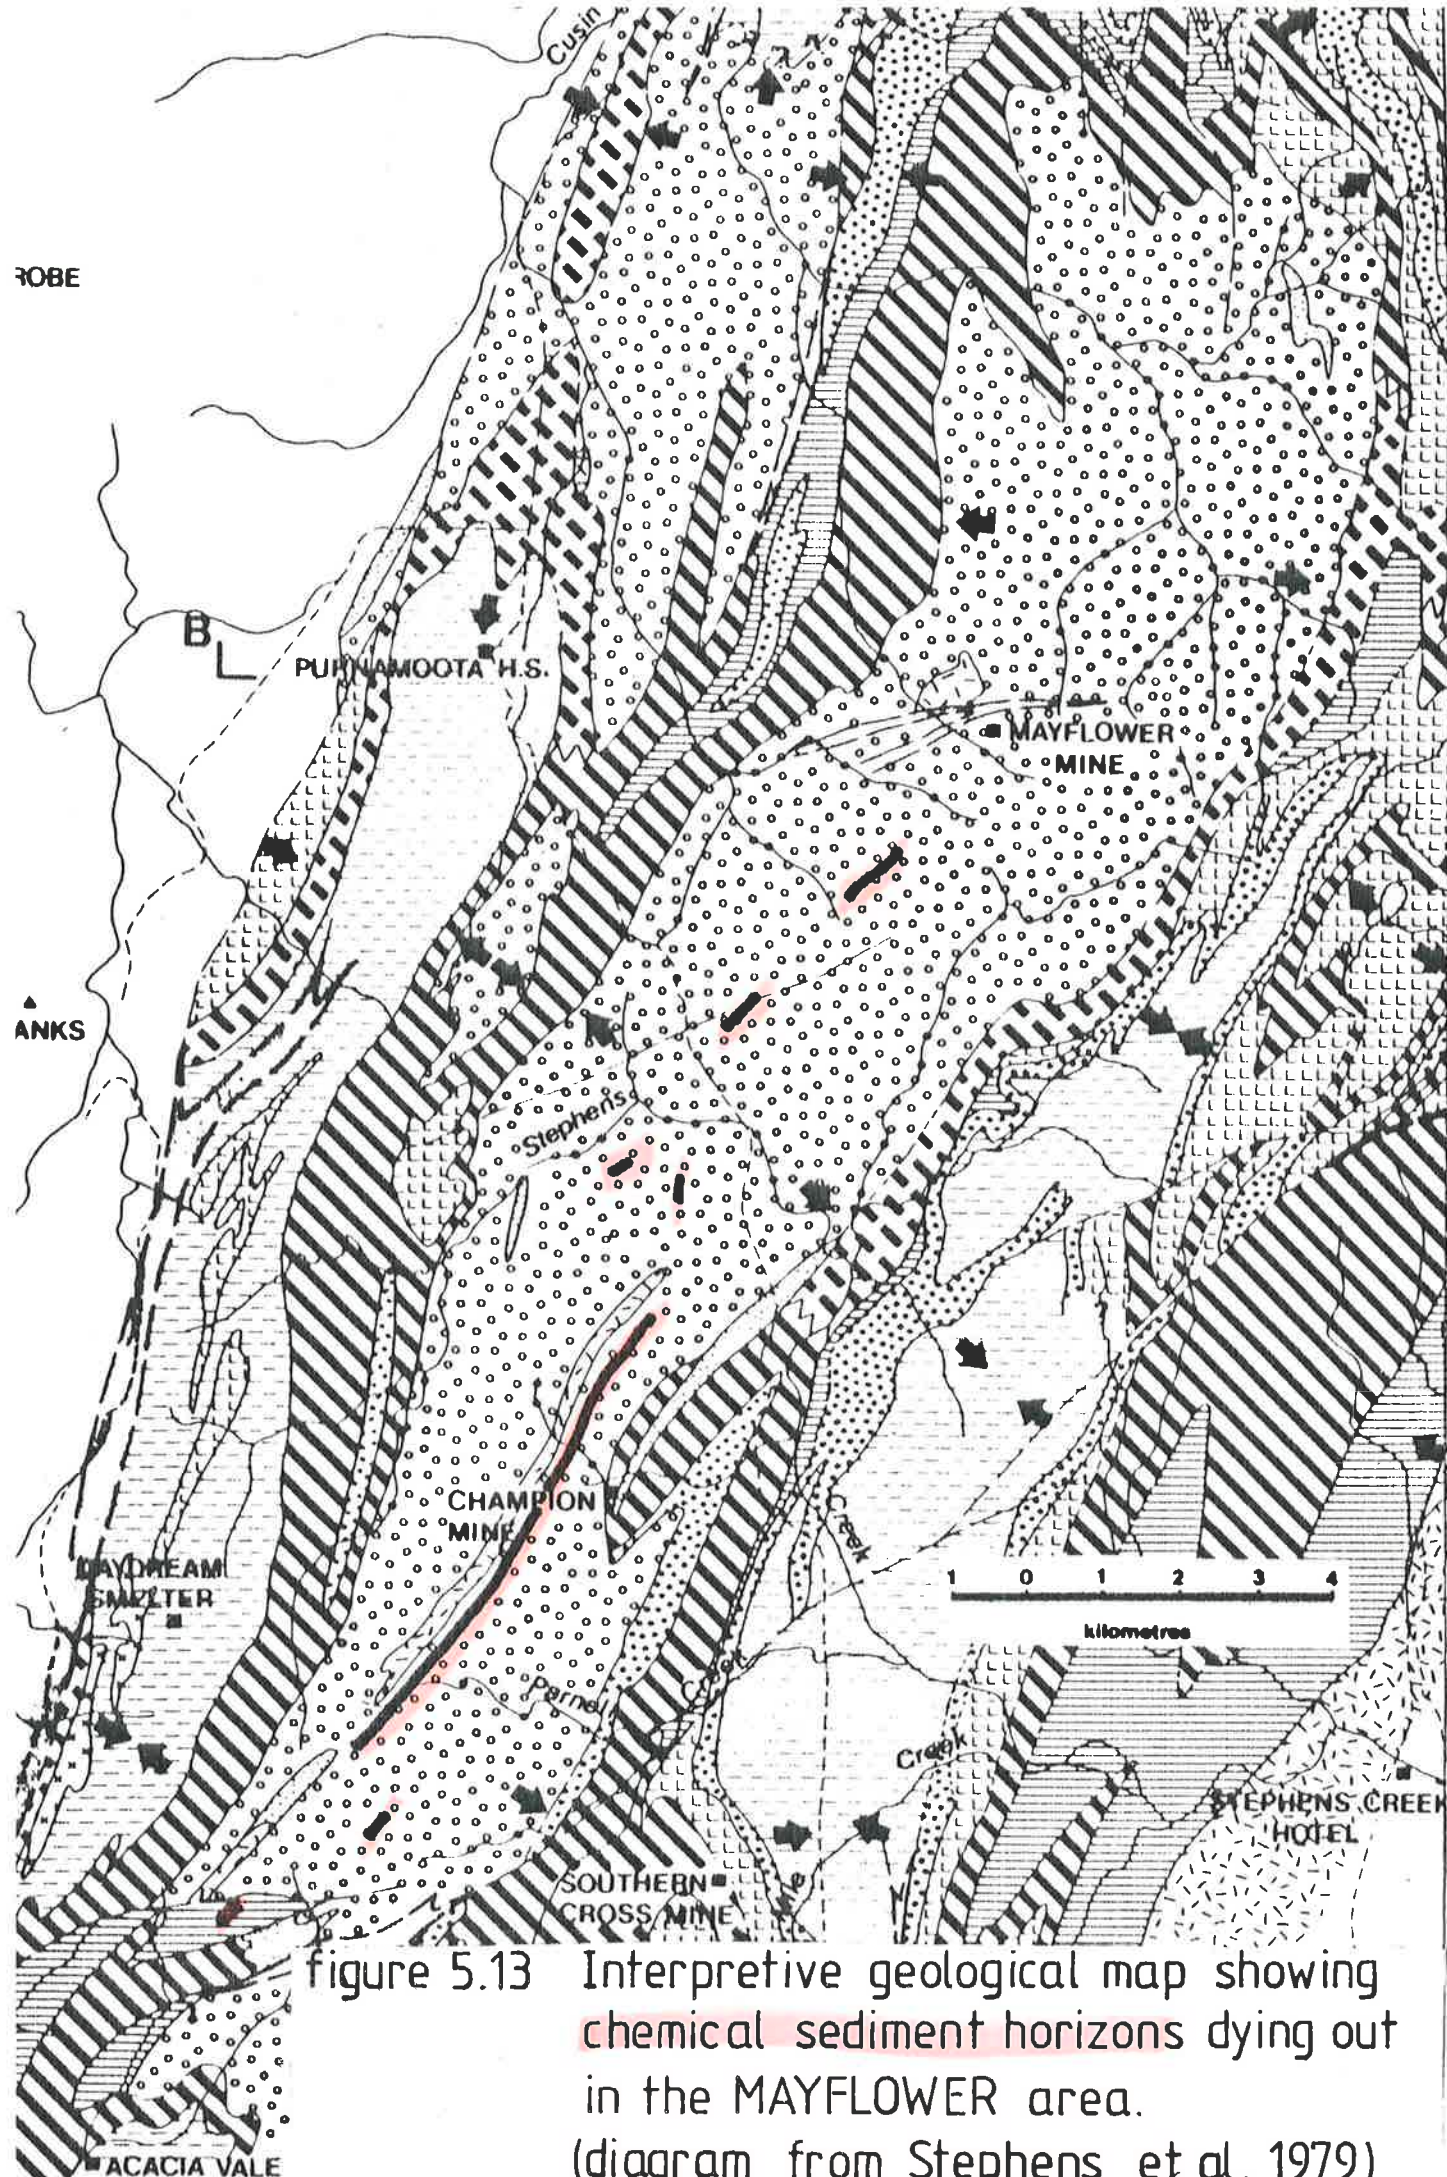 Cusin
ROBE
B
PURNAMOOTA H.S.
MAYFLOWER
MINE
ANKS
Stephens
CHAMPION
MINE
Creek
DAYDREAM
SMELTER
1 0 1 2 3 4
kilometres
Creek
Creek
STEPHENS CREEK
HOTEL
SOUTHERN
CROSS MINE
figure 5.13 Interpretive geological map showing
chemical sediment horizons dying out
in the MAYFLOWER area.
(diagram from Stephens et al. 1979)
ACACIA VALE